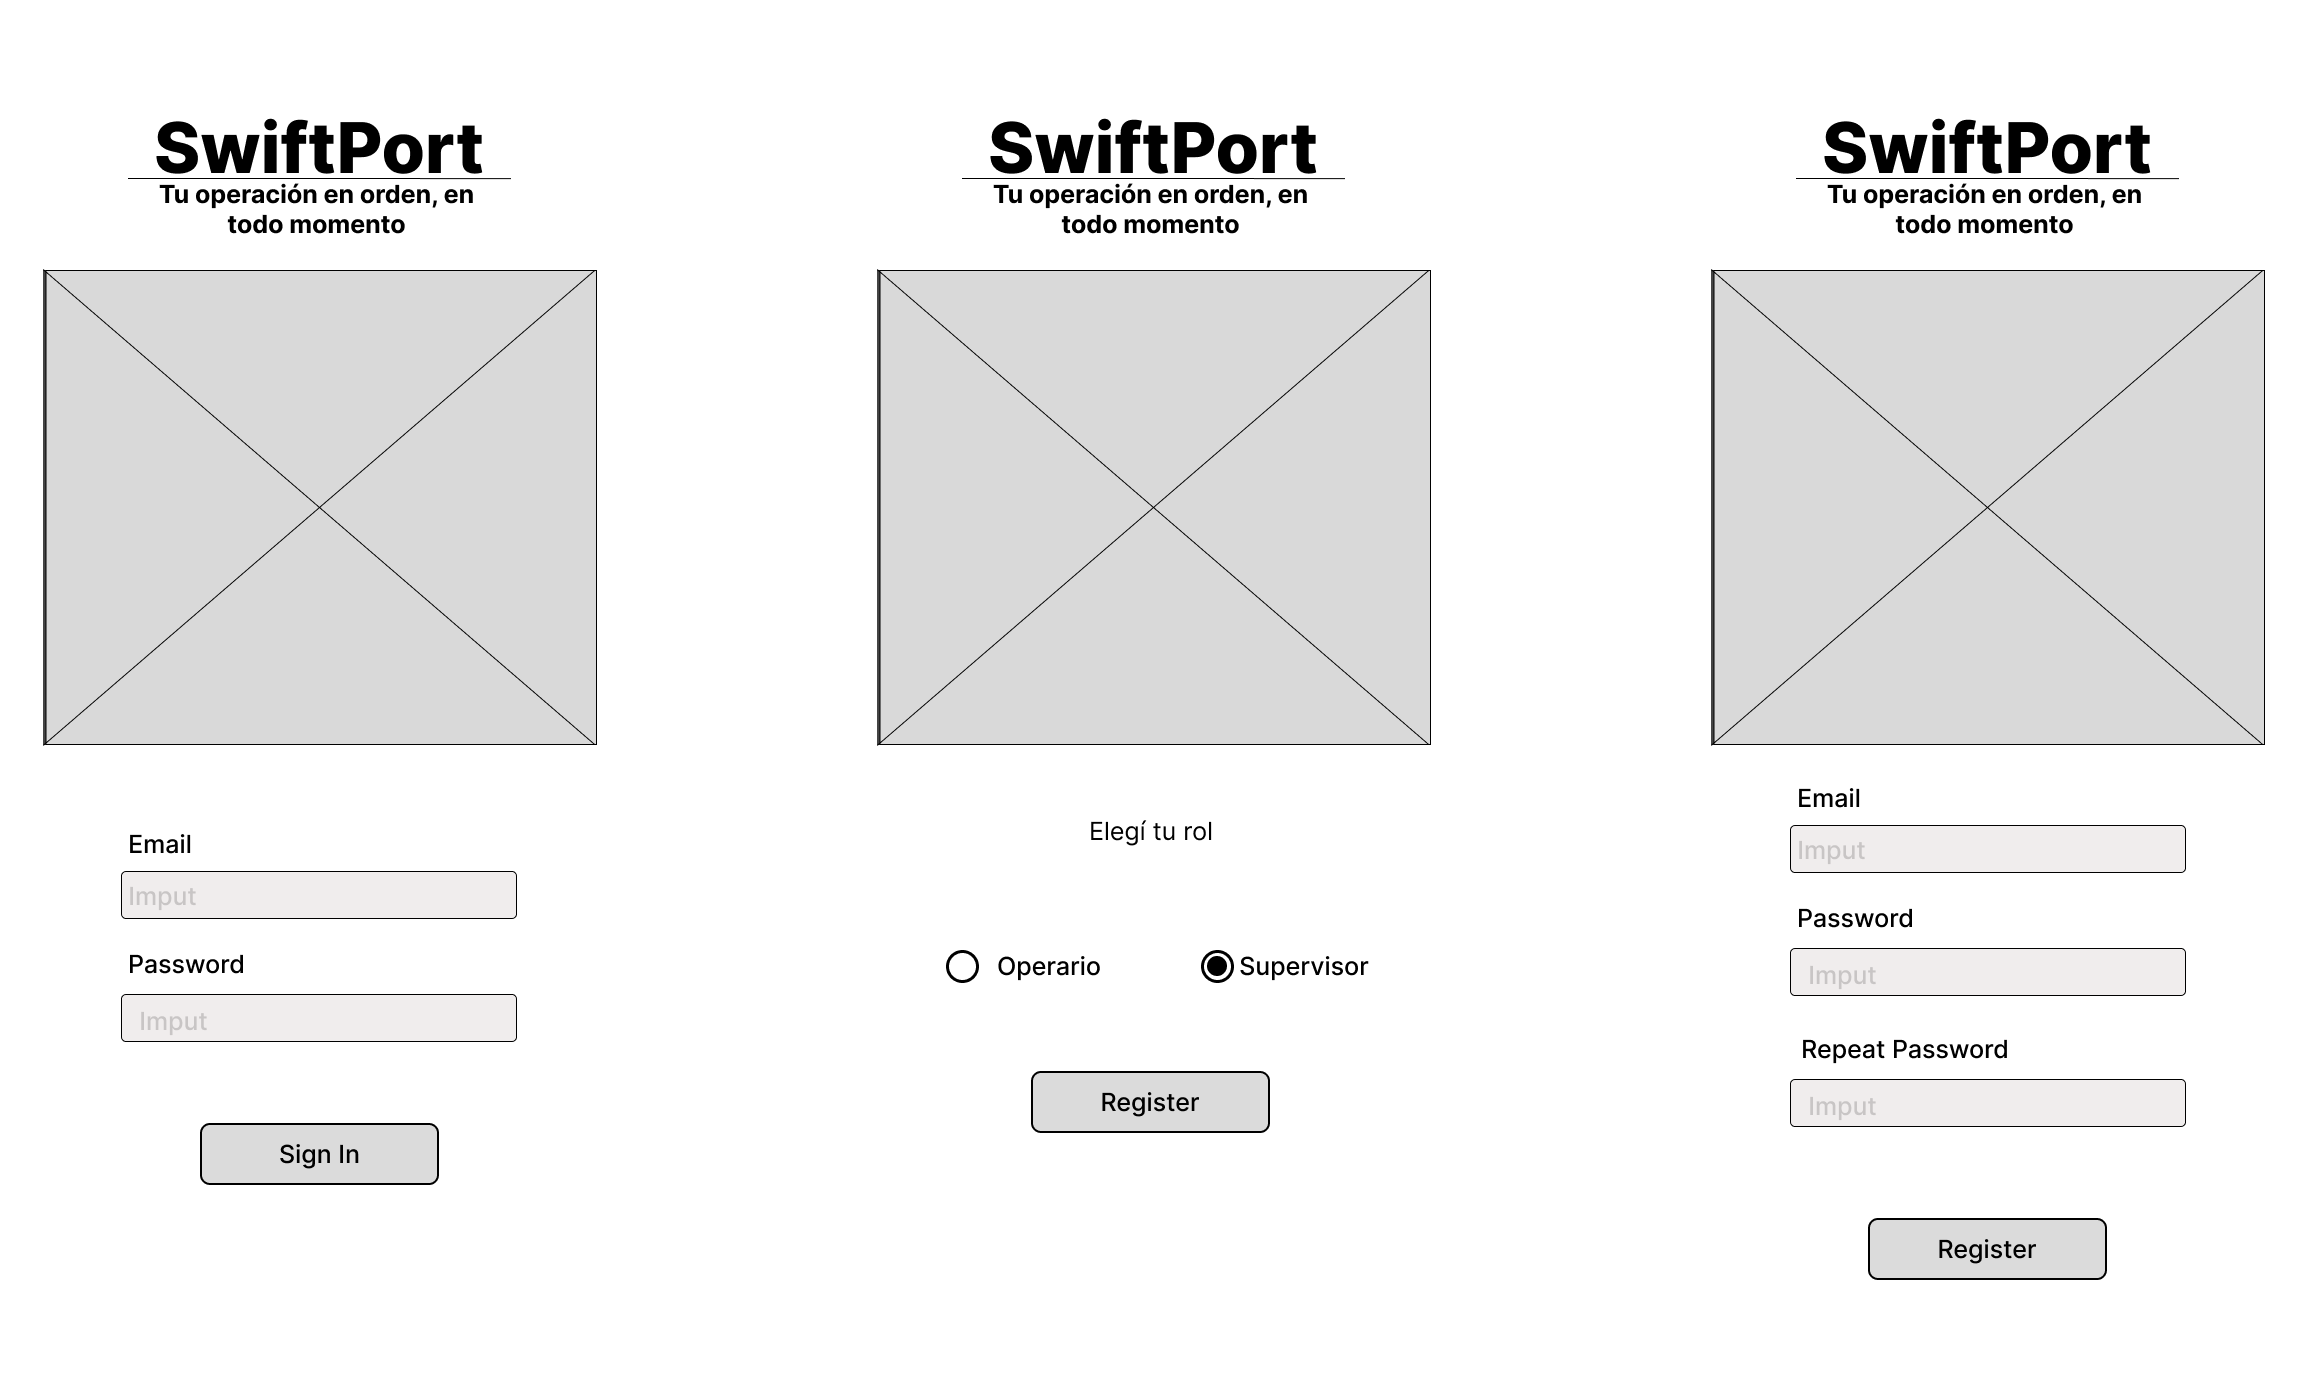 SwiftPort
Tu operación en orden, en
todo momento
Email
Imput
Password
Imput
Sign In
SwiftPort
Tu operación en orden, en
todo momento
Elegí tu rol
Operario
Supervisor
Register
SwiftPort
Tu operación en orden, en
todo momento
Email
Imput
Password
Imput
Repeat Password
Imput
Register